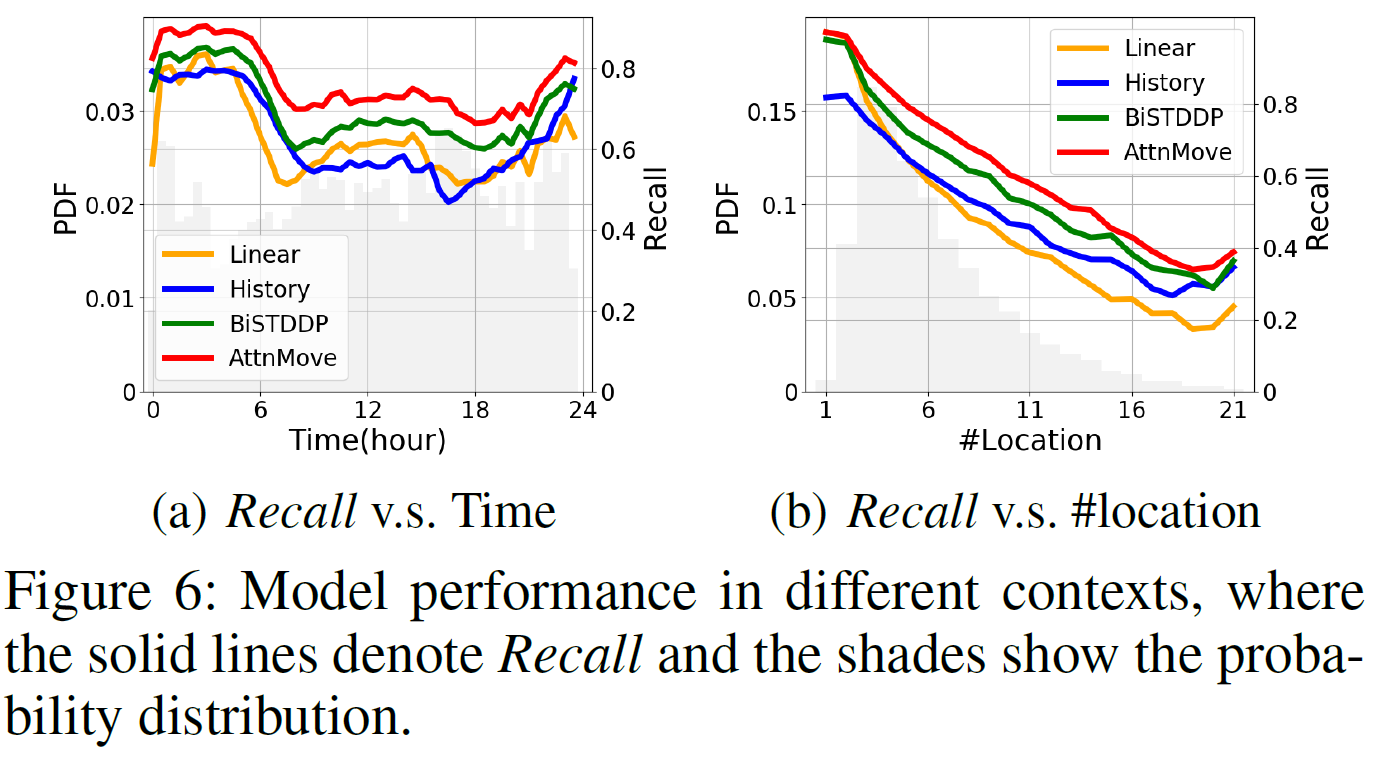 PDF
0.03
0.02
0.01
0
0.8
0.6
0.4
0.2
0
Recall
Linear
History
BiSTDDP
AttnMove
0 6 12 18 24
Time(hour)
(a) Recall v.s. Time
PDF
0.15
0.1
0.05
0
0.8
0.6
0.4
0.2
0
Recall
Linear
History
BiSTDDP
AttnMove
1 6 11 16 21
#Location
(b) Recall v.s. #location
Figure 6: Model performance in different contexts, where
the solid lines denote Recall and the shades show the proba-
bility distribution.